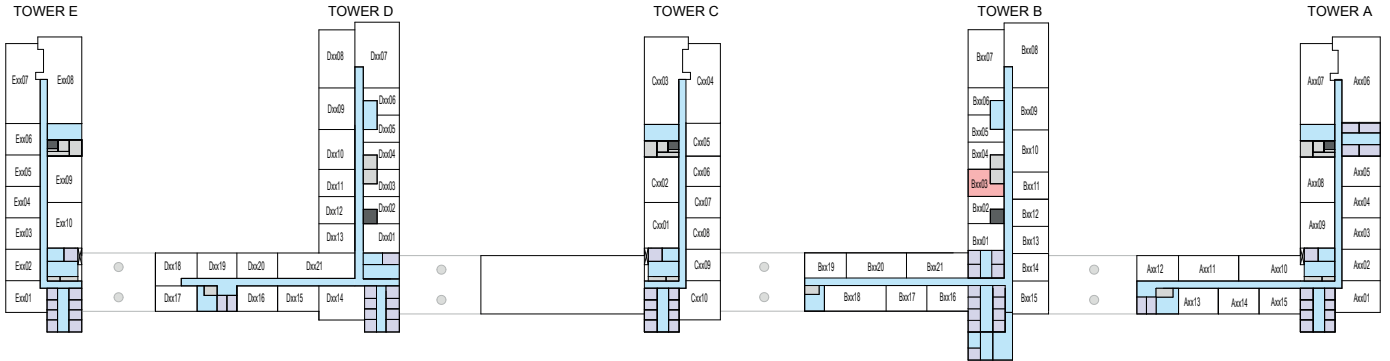 TOWER E
TOWER D
TOWER C
TOWER B
TOWER A
Exx07
Exx08
Exx06
Exx05
Exx09
Exx04
Exx10
Exx03
Exx02
Exx01
Dxx08
Dxx07
Dxx09
Dxx06
Dxx05
Dxx10
Dxx04
Dxx11
Dxx03
Dxx12
Dxx02
Dxx13
Dxx01
Dxx18
Dxx19
Dxx20
Dxx21
Dxx17
Dxx16
Dxx15
Dxx14
Cxx03
Cxx04
Cxx05
Cxx02
Cxx06
Cxx07
Cxx01
Cxx08
Cxx09
Cxx10
Bxx07
Bxx08
Bxx06
Bxx09
Bxx05
Bxx04
Bxx10
Bxx03
Bxx11
Bxx02
Bxx12
Bxx01
Bxx13
Bxx19
Bxx20
Bxx21
Bxx14
Bxx18
Bxx17
Bxx16
Bxx15
Axx07
Axx06
Axx05
Axx08
Axx04
Axx09
Axx03
Axx12
Axx11
Axx10
Axx02
Axx13
Axx14
Axx15
Axx01